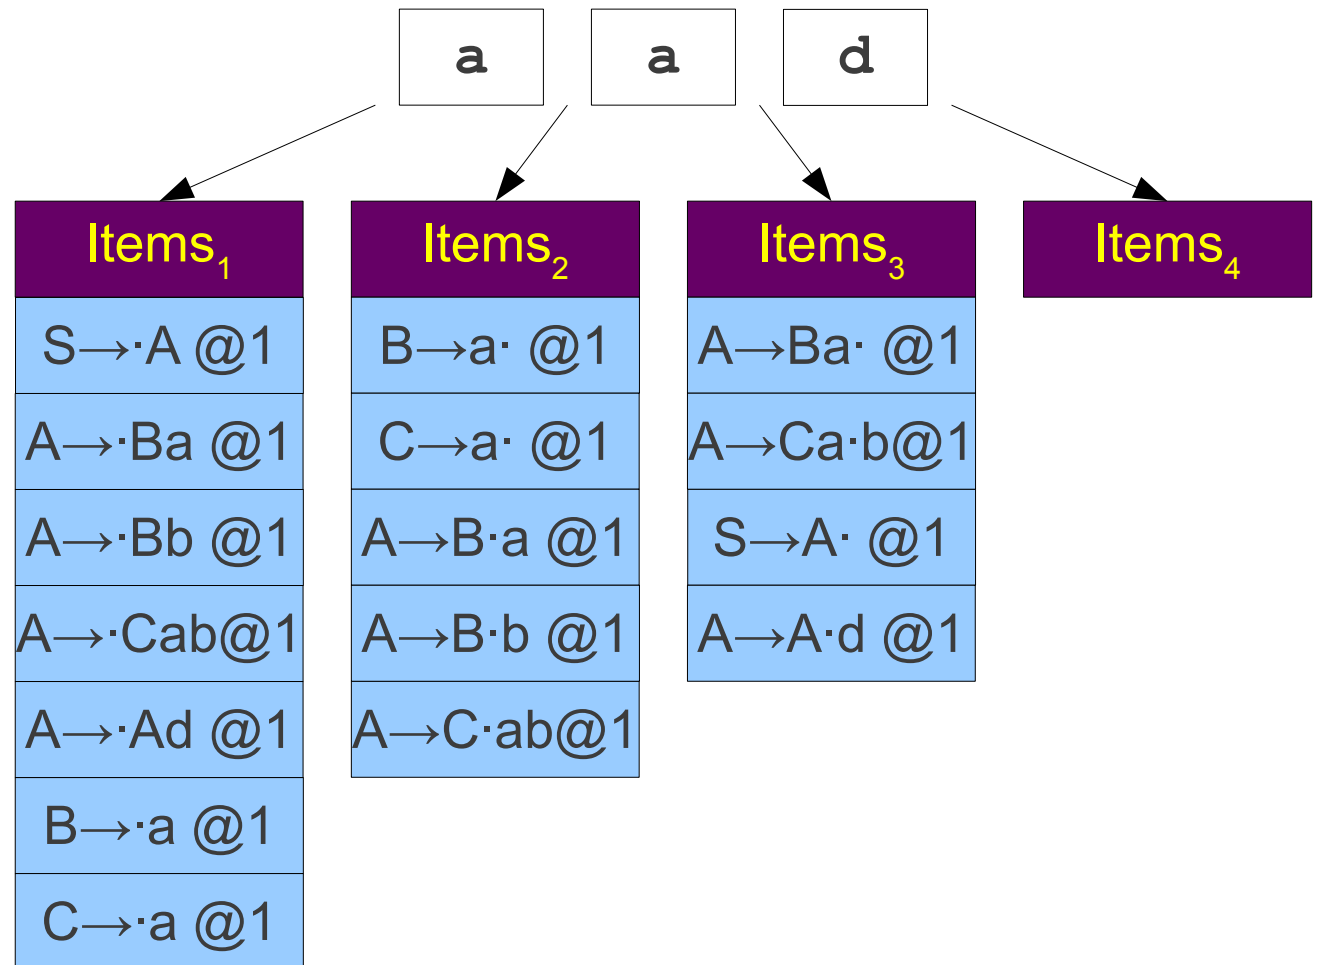 a a d
Items₁
S→·A @1
A→·Ba @1
A→·Bb @1
A→·Cab@1
A→·Ad @1
B→·a @1
C→·a @1
Items₂
B→a· @1
C→a· @1
A→B·a @1
A→B·b @1
A→C·ab@1
Items₃
A→Ba· @1
A→Ca·b@1
S→A· @1
A→A·d @1
Items₄